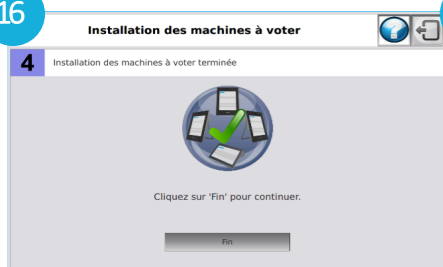 16
Installation des machines à voter
?
4
Installation des machines à voter terminée
Cliquez sur 'Fin' pour continuer.
Fin